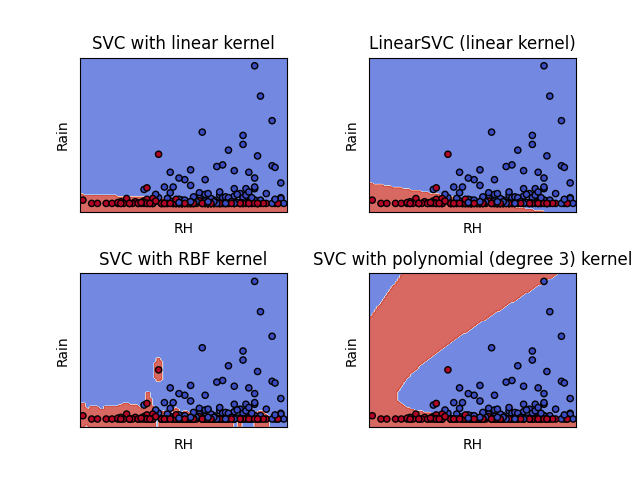 SVC with linear kernel
LinearSVC (linear kernel)
Rain
Rain
RH
RH
SVC with RBF kernel
SVC with polynomial (degree 3) kernel
Rain
Rain
RH
RH